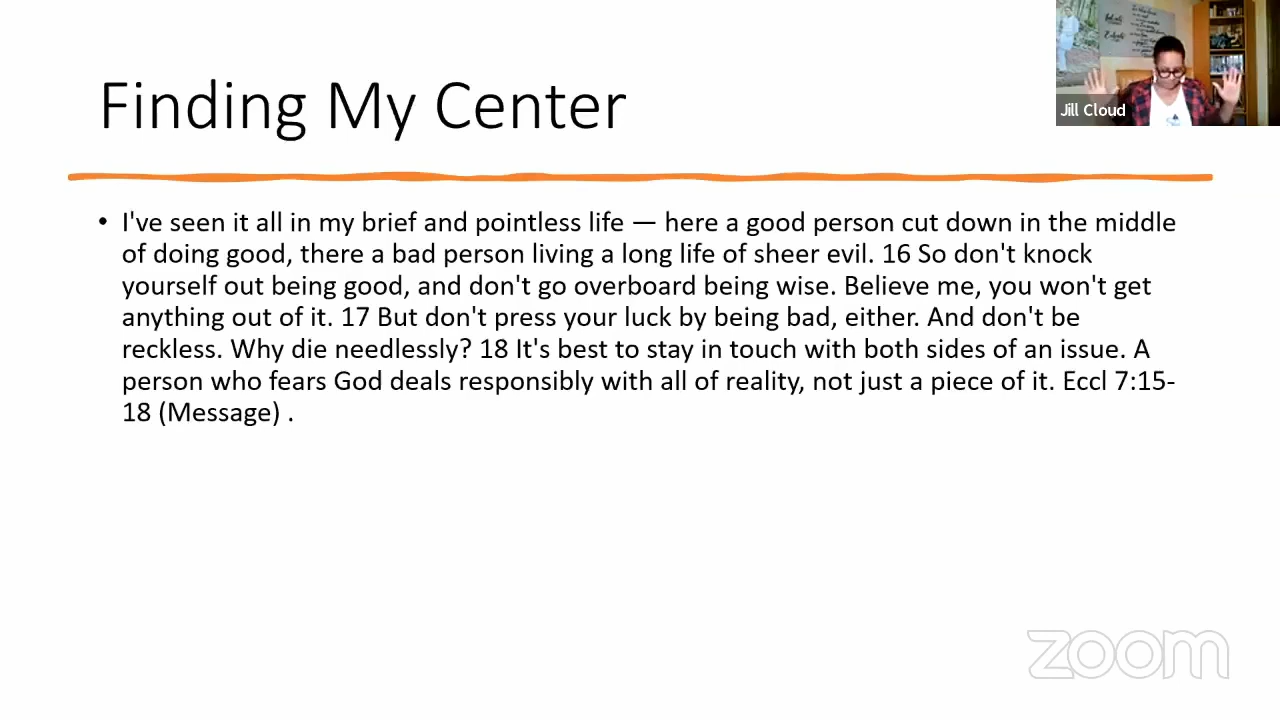 Finding My Center
Jill Cloud
• I've seen it all in my brief and pointless life — here a good person cut down in the middle
of doing good, there a bad person living a long life of sheer evil. 16 So don't knock
yourself out being good, and don't go overboard being wise. Believe me, you won't get
anything out of it. 17 But don't press your luck by being bad, either. And don't be
reckless. Why die needlessly? 18 It's best to stay in touch with both sides of an issue. A
person who fears God deals responsibly with all of reality, not just a piece of it. Eccl 7:15-
18 (Message) .
zoom